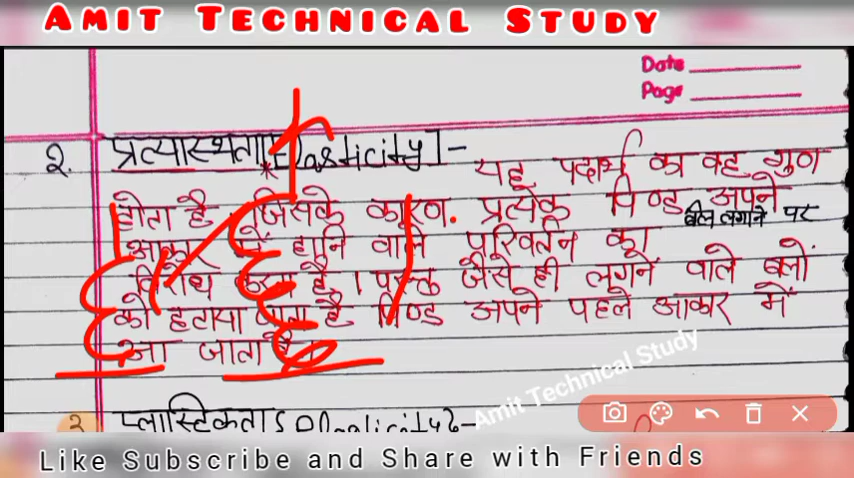 AMIT TECHNICAL STUDY
Date
Page
2. प्रत्यास्थता [Elasticity] -
यह पदार्थ का वह गुण
होता है, जिसके कारण. प्रत्येक पिण्ड अपने
बल लगाने पर
आकार में होने वाले परिवर्तन का
विरोध करता है। परन्तु जैसे ही लगने वाले बलों
को हटाया जाता है पिण्ड अपने पहले आकार में
आ जाता है।
Amit Technical Study
3. प्लास्टिकता
Like Subscribe and Share with Friends